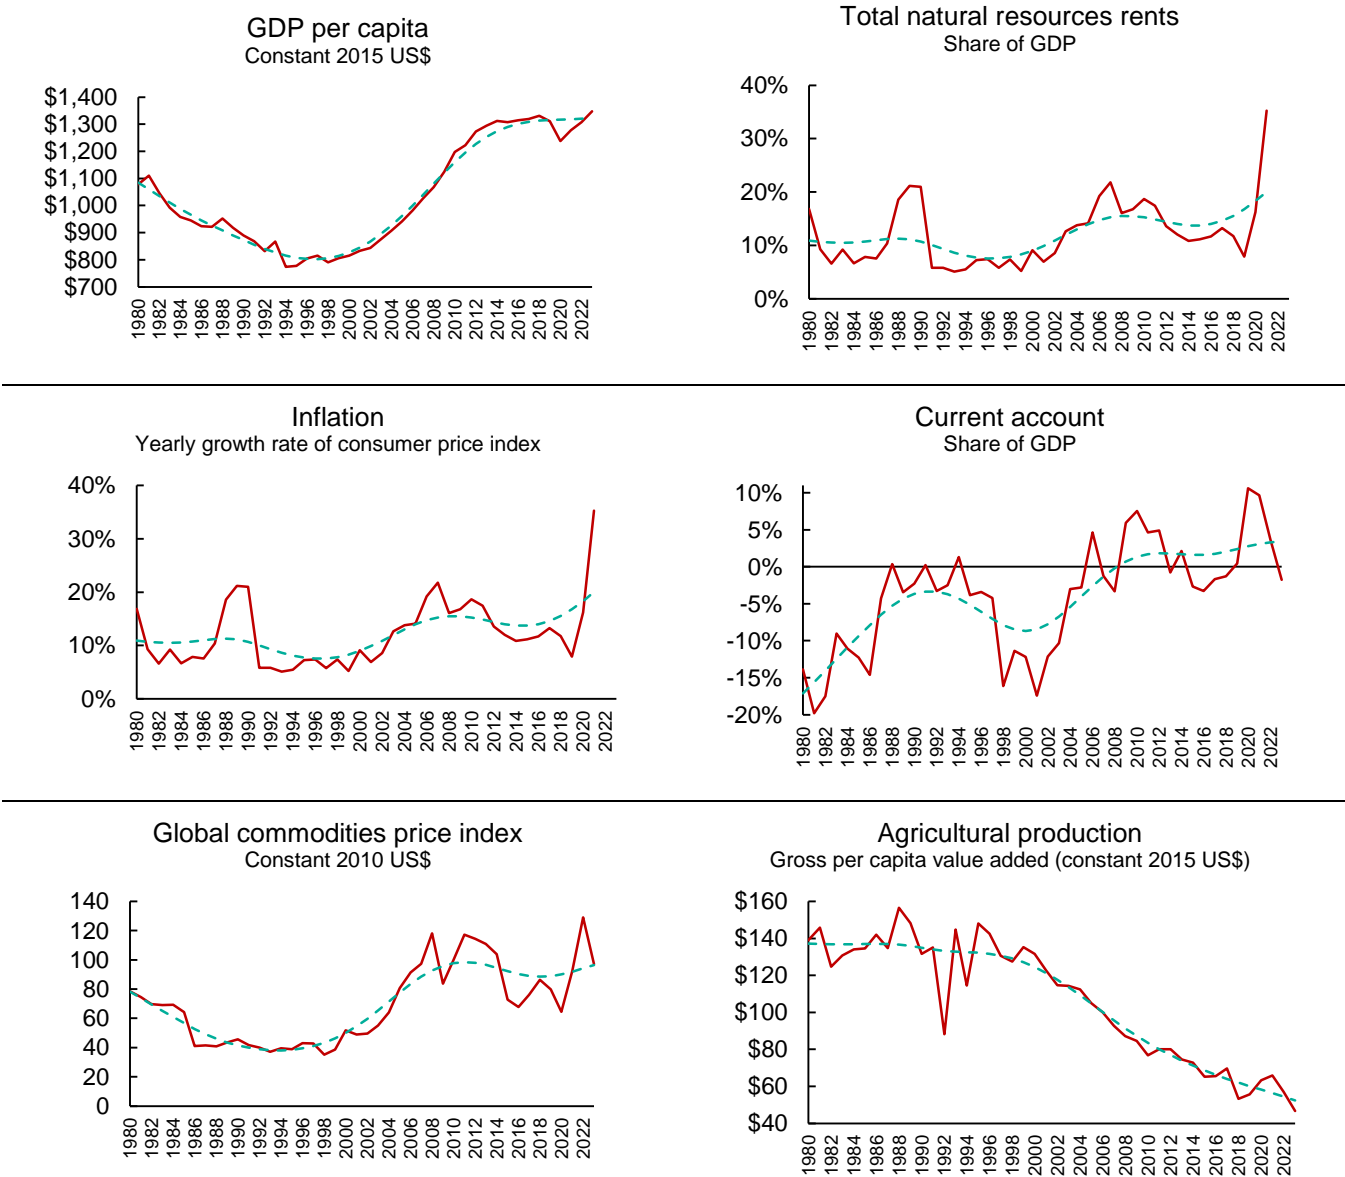 GDP per capita
Constant 2015 US$
$1,400
$1,300
$1,200
$1,100
$1,000
$900
$800
$700
1980 1982 1984 1986 1988 1990 1992 1994 1996 1998 2000 2002 2004 2006 2008 2010 2012 2014 2016 2018 2020 2022
Total natural resources rents
Share of GDP
40%
30%
20%
10%
0%
1980 1982 1984 1986 1988 1990 1992 1994 1996 1998 2000 2002 2004 2006 2008 2010 2012 2014 2016 2018 2020 2022
Inflation
Yearly growth rate of consumer price index
40%
30%
20%
10%
0%
1980 1982 1984 1986 1988 1990 1992 1994 1996 1998 2000 2002 2004 2006 2008 2010 2012 2014 2016 2018 2020 2022
Current account
Share of GDP
10%
5%
0%
-5%
-10%
-15%
-20%
1980 1982 1984 1986 1988 1990 1992 1994 1996 1998 2000 2002 2004 2006 2008 2010 2012 2014 2016 2018 2020 2022
Global commodities price index
Constant 2010 US$
140
120
100
80
60
40
20
0
1980 1982 1984 1986 1988 1990 1992 1994 1996 1998 2000 2002 2004 2006 2008 2010 2012 2014 2016 2018 2020 2022
Agricultural production
Gross per capita value added (constant 2015 US$)
$160
$140
$120
$100
$80
$60
$40
1980 1982 1984 1986 1988 1990 1992 1994 1996 1998 2000 2002 2004 2006 2008 2010 2012 2014 2016 2018 2020 2022